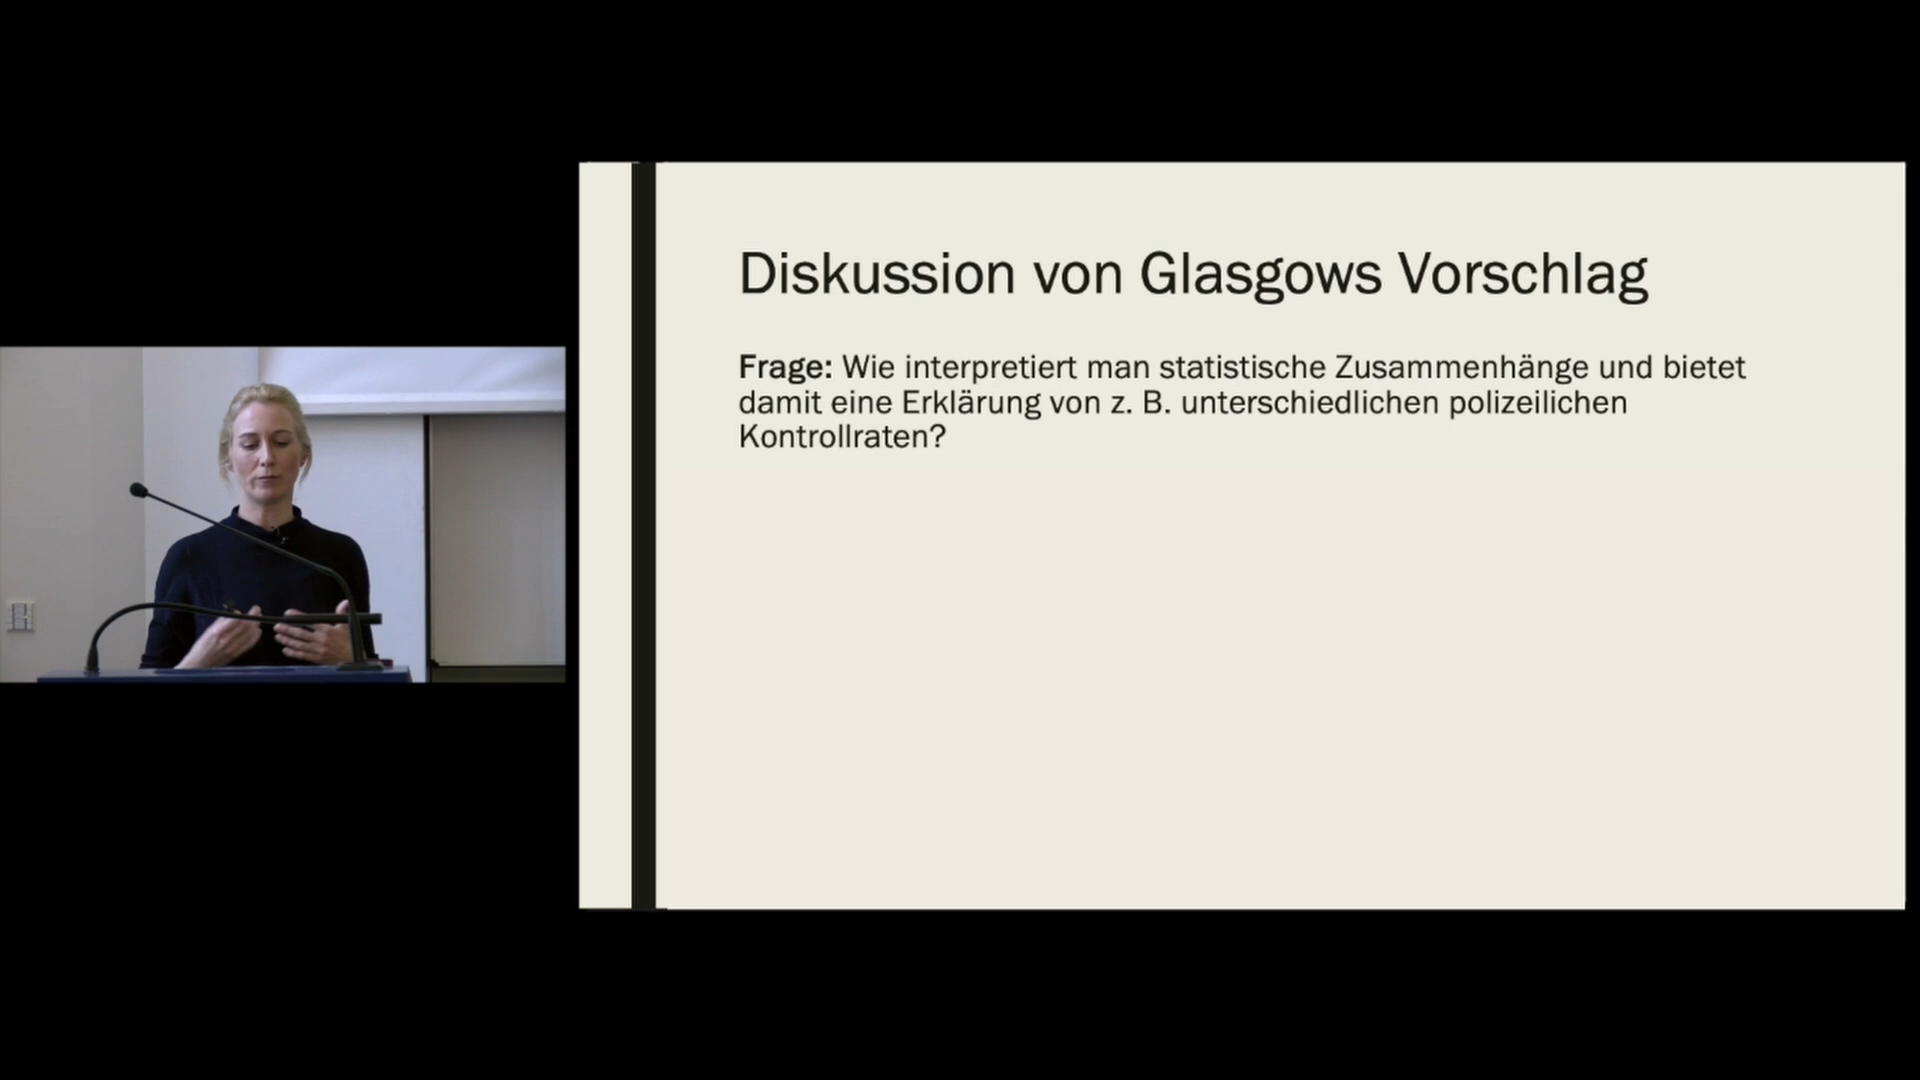 Diskussion von Glasgows Vorschlag
Frage: Wie interpretiert man statistische Zusammenhänge und bietet
damit eine Erklärung von z. B. unterschiedlichen polizeilichen
Kontrollraten?